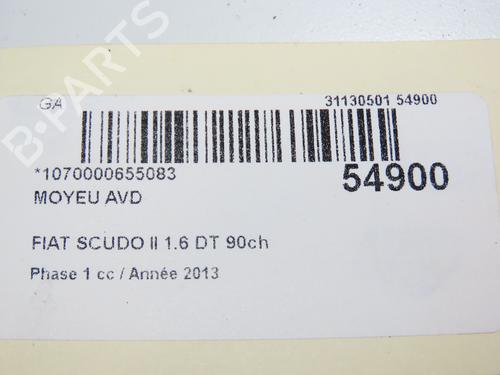 GA
31130501 54900
*1070000655083
54900
MOYEU AVD
FIAT SCUDO II 1.6 DT 90ch
Phase 1 cc / Année 2013
B-PARTS